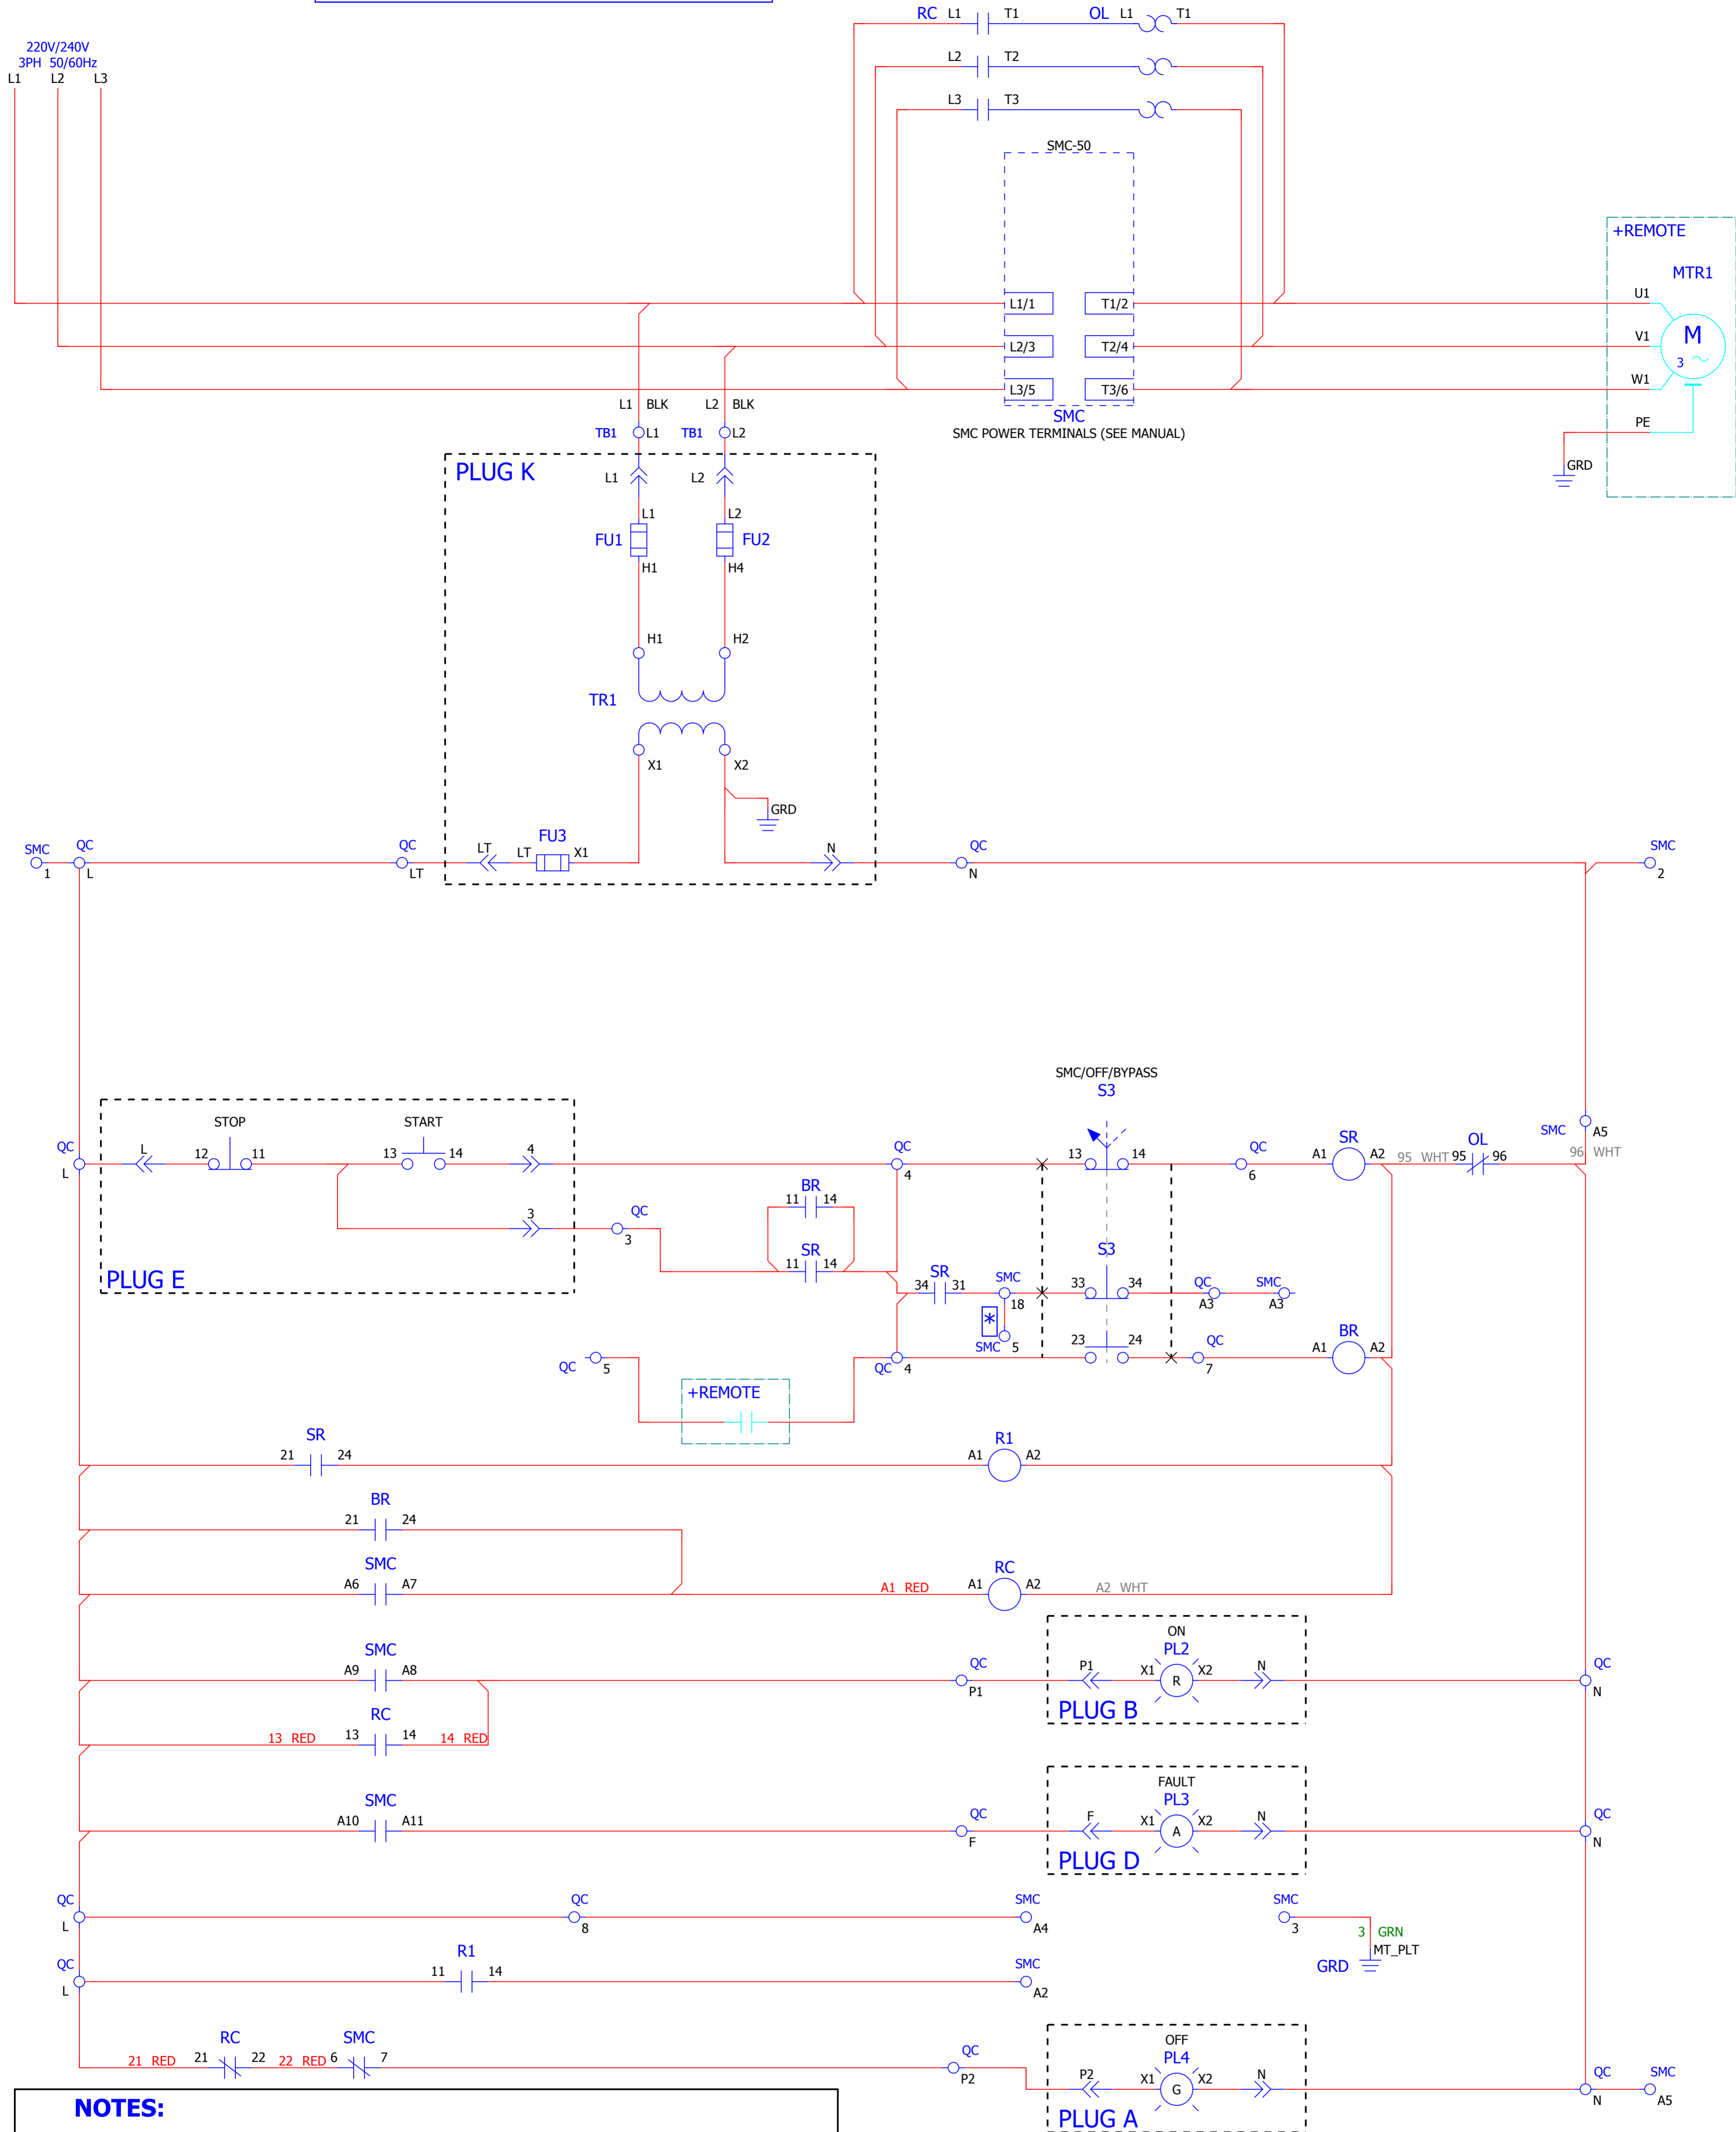 RC L1 T1 OL L1 T1
220V/240V
3PH 50/60Hz
L1 L2 L3
L2 T2
L3 T3
SMC-50
+REMOTE
MTR1
L1/1 T1/2 U1
L2/3 T2/4 V1 M
3
L3/5 T3/6 W1
L1 BLK L2 BLK
SMC
PE
TB1 L1 TB1 L2
SMC POWER TERMINALS (SEE MANUAL)
PLUG K
L1 L2
GRD
L1 L2
FU1 FU2
H1 H4
H1 H2
TR1
X1 X2
GRD
SMC QC QC LT LT FU3 X1 N QC SMC
1 L LT N 2
SMC/OFF/BYPASS
S3
STOP START
SMC A5
QC L 12 11 13 14 4 QC 13 14 QC SR A1 A2 95 WHT 95 OL 96 96 WHT
L 4 6
BR
11 14
3 QC
3
SR
11 14
S3
PLUG E
SR
34 31 SMC 33 34 QC SMC
18 A3 A3
*
SMC 5 23 24 QC BR
A1 A2
QC 5 QC 4 7
+REMOTE
SR R1
21 24 A1 A2
BR
21 24
SMC RC
A6 A7 A1 RED A1 A2 A2 WHT
ON
SMC QC PL2 QC
A9 A8 P1 X1 R X2 N
P1 N
PLUG B
RC
13 RED 13 14 14 RED
FAULT
SMC QC PL3 QC
A10 A11 F X1 A X2 N
F N
PLUG D
QC QC SMC SMC
L 8 A4 3
3 GRN
MT_PLT
GRD
QC R1 SMC
11 14
L A2
OFF
RC SMC QC PL4 QC SMC
21 RED 21 22 22 RED 6 7 P2 P2 X1 G X2 N
N A5
PLUG A
NOTES: